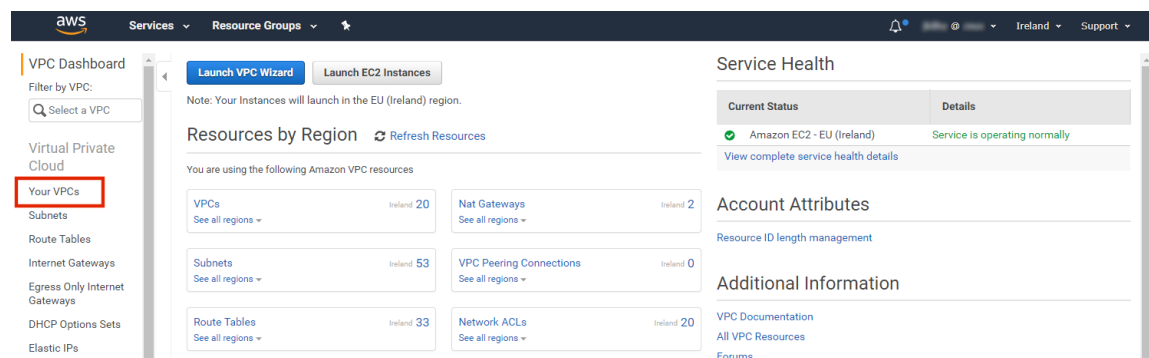 aws
Services
Resource Groups
@
Ireland
Support
VPC Dashboard
Filter by VPC:
Select a VPC
Virtual Private
Cloud
Your VPCs
Subnets
Route Tables
Internet Gateways
Egress Only Internet
Gateways
DHCP Options Sets
Elastic IPs
Launch VPC Wizard
Launch EC2 Instances
Note: Your Instances will launch in the EU (Ireland) region.
Resources by Region
Refresh Resources
You are using the following Amazon VPC resources
VPCs
Ireland 20
See all regions
Nat Gateways
Ireland 2
See all regions
Subnets
Ireland 53
See all regions
VPC Peering Connections
Ireland 0
See all regions
Route Tables
Ireland 33
See all regions
Network ACLs
Ireland 20
See all regions
Service Health
Current Status
Details
Amazon EC2 - EU (Ireland)
Service is operating normally
View complete service health details
Account Attributes
Resource ID length management
Additional Information
VPC Documentation
All VPC Resources
Forums